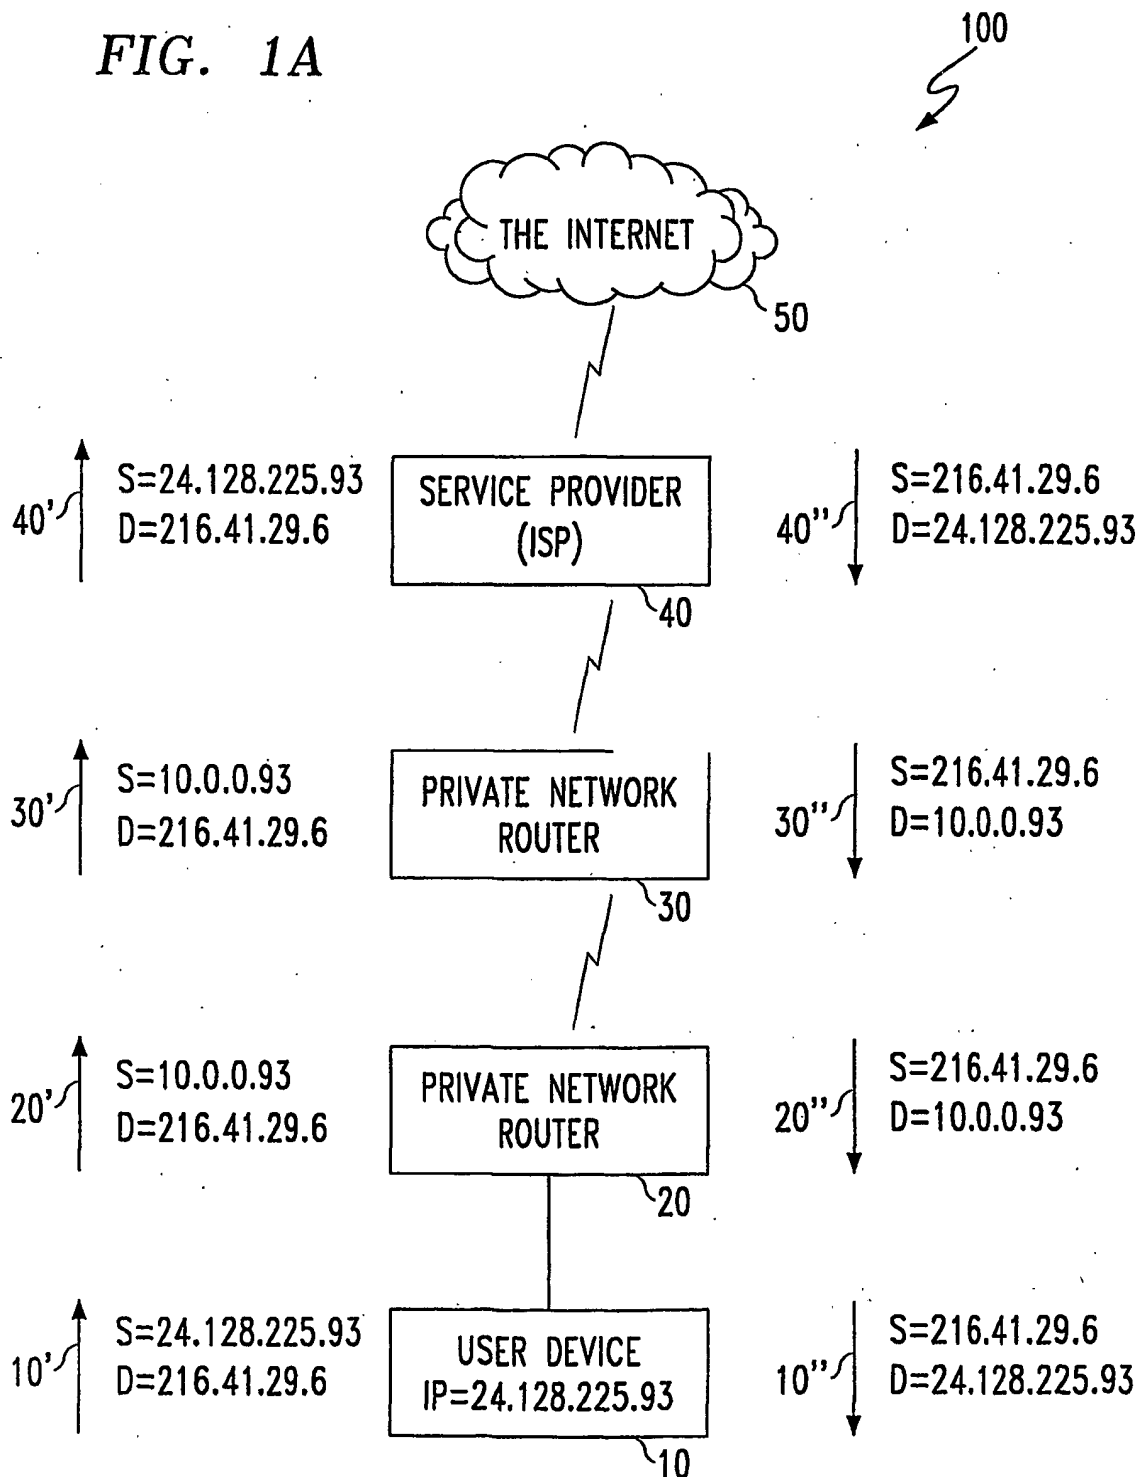 FIG. 1A
100
THE INTERNET
50
40'
S=24.128.225.93
D=216.41.29.6
SERVICE PROVIDER
(ISP)
40
40"
S=216.41.29.6
D=24.128.225.93
30'
S=10.0.0.93
D=216.41.29.6
PRIVATE NETWORK
ROUTER
30
30"
S=216.41.29.6
D=10.0.0.93
20'
S=10.0.0.93
D=216.41.29.6
PRIVATE NETWORK
ROUTER
20
20"
S=216.41.29.6
D=10.0.0.93
10'
S=24.128.225.93
D=216.41.29.6
USER DEVICE
IP=24.128.225.93
10
10"
S=216.41.29.6
D=24.128.225.93